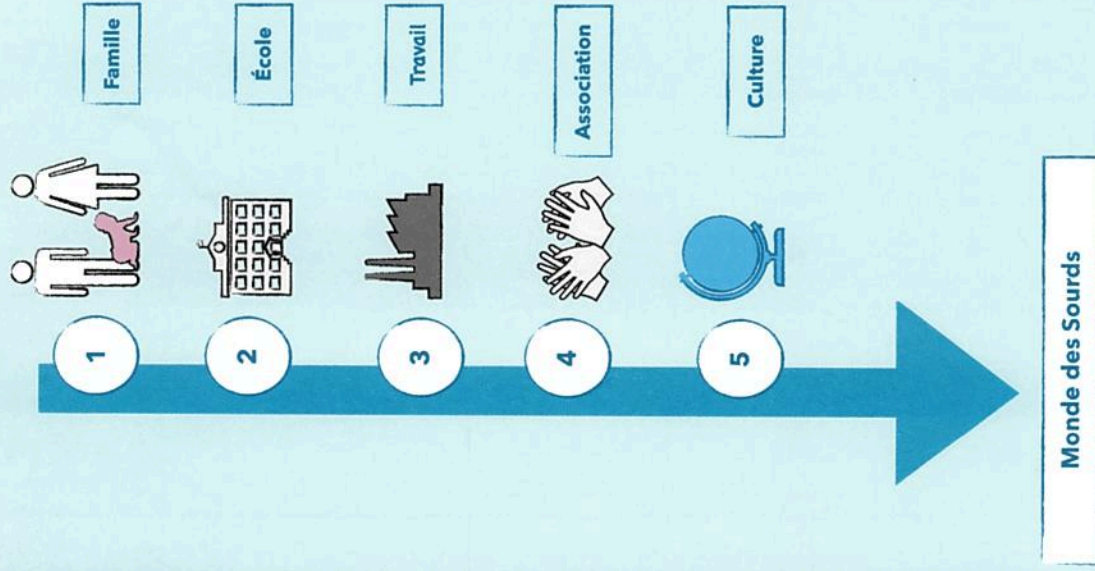 1
Famille
2
École
3
Travail
4
Association
5
Culture
Monde des Sourds